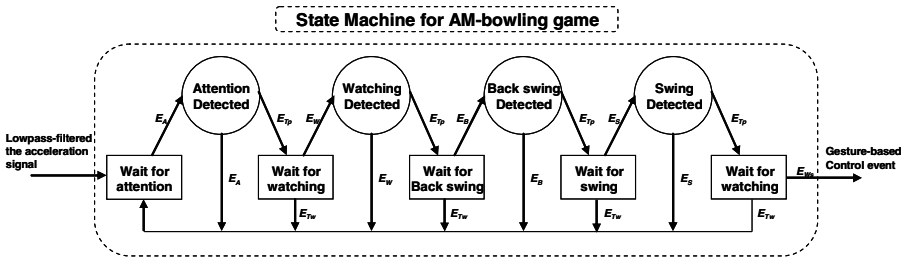 State Machine for AM-bowling game
Attention
Detected
Watching
Detected
Back swing
Detected
Swing
Detected
E_A
E_Tp
E_W
E_Tp
E_B
E_Tp
E_S
E_Tp
Lowpass-filtered
the acceleration
signal
Gesture-based
Control event
Wait for
attention
E_A
Wait for
watching
E_W
Wait for
Back swing
E_B
Wait for
swing
E_S
Wait for
watching
E_Ws
E_Tw
E_Tw
E_Tw
E_Tw